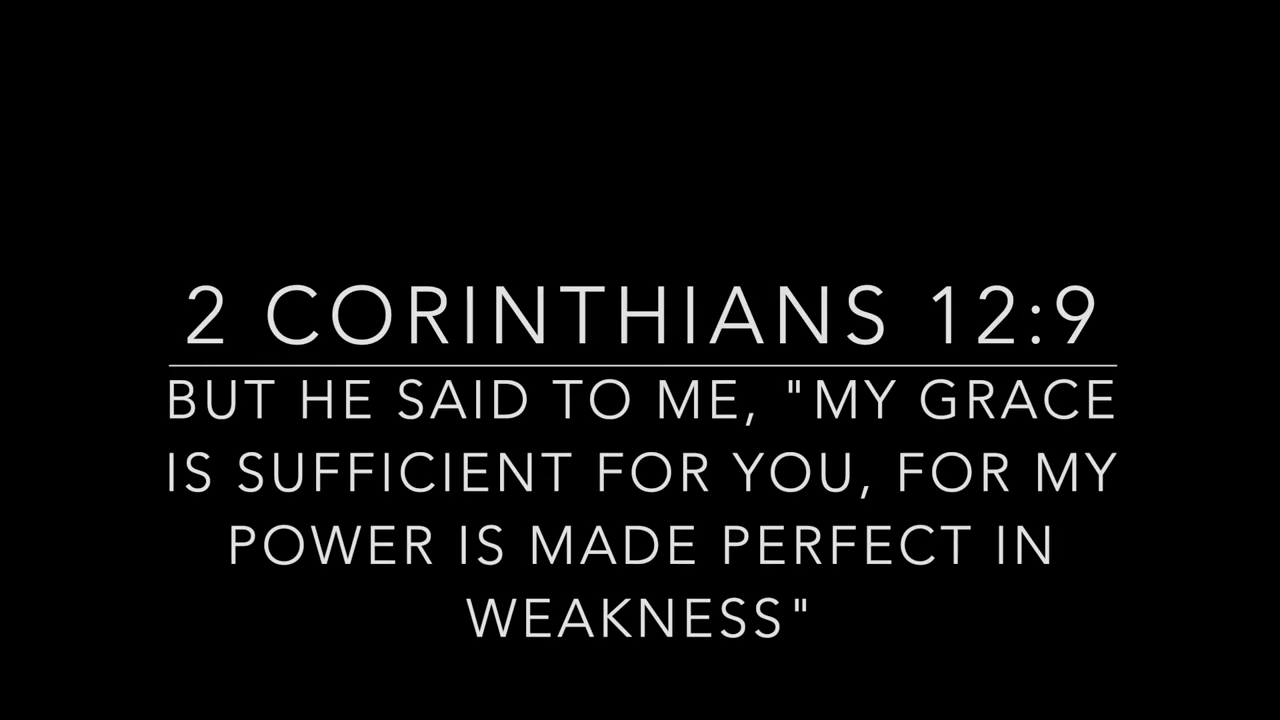 2 CORINTHIANS 12:9
BUT HE SAID TO ME, "MY GRACE
IS SUFFICIENT FOR YOU, FOR MY
POWER IS MADE PERFECT IN
WEAKNESS"